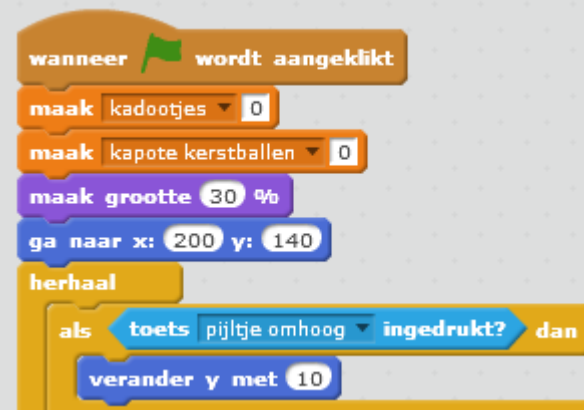 wanneer wordt aangeklikt
maak kadootjes 0
maak kapote kerstballen 0
maak grootte 30 %
ga naar x: 200 y: 140
herhaal
als toets pijltje omhoog ingedrukt? dan
verander y met 10